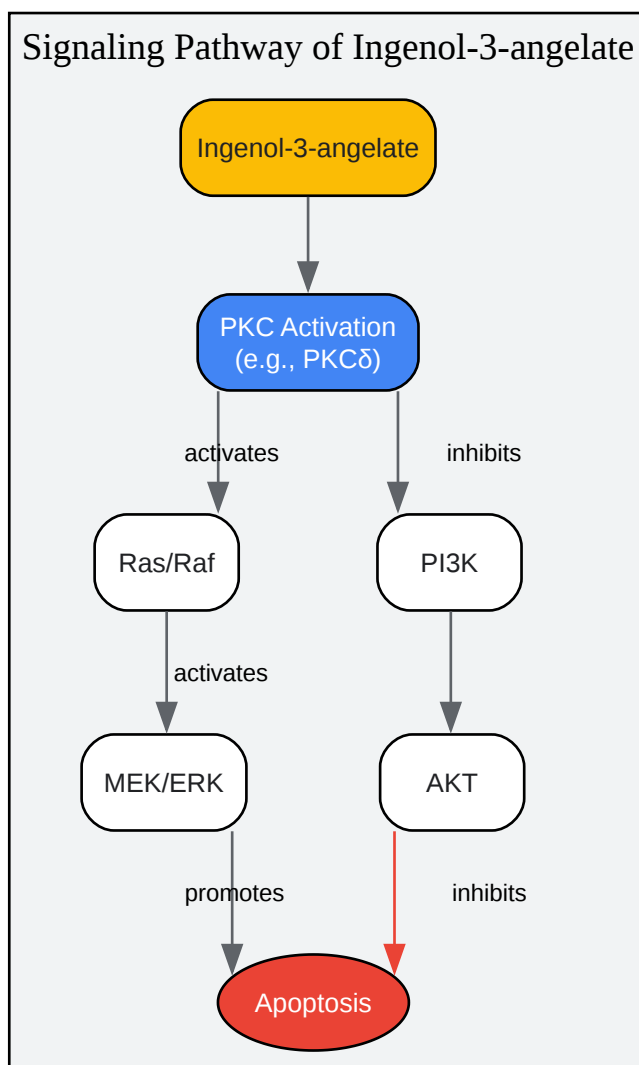 Signaling Pathway of Ingenol-3-angelate
Ingenol-3-angelate
PKC Activation
(e.g., PKCδ)
activates
inhibits
Ras/Raf
PI3K
activates
MEK/ERK
AKT
promotes
inhibits
Apoptosis